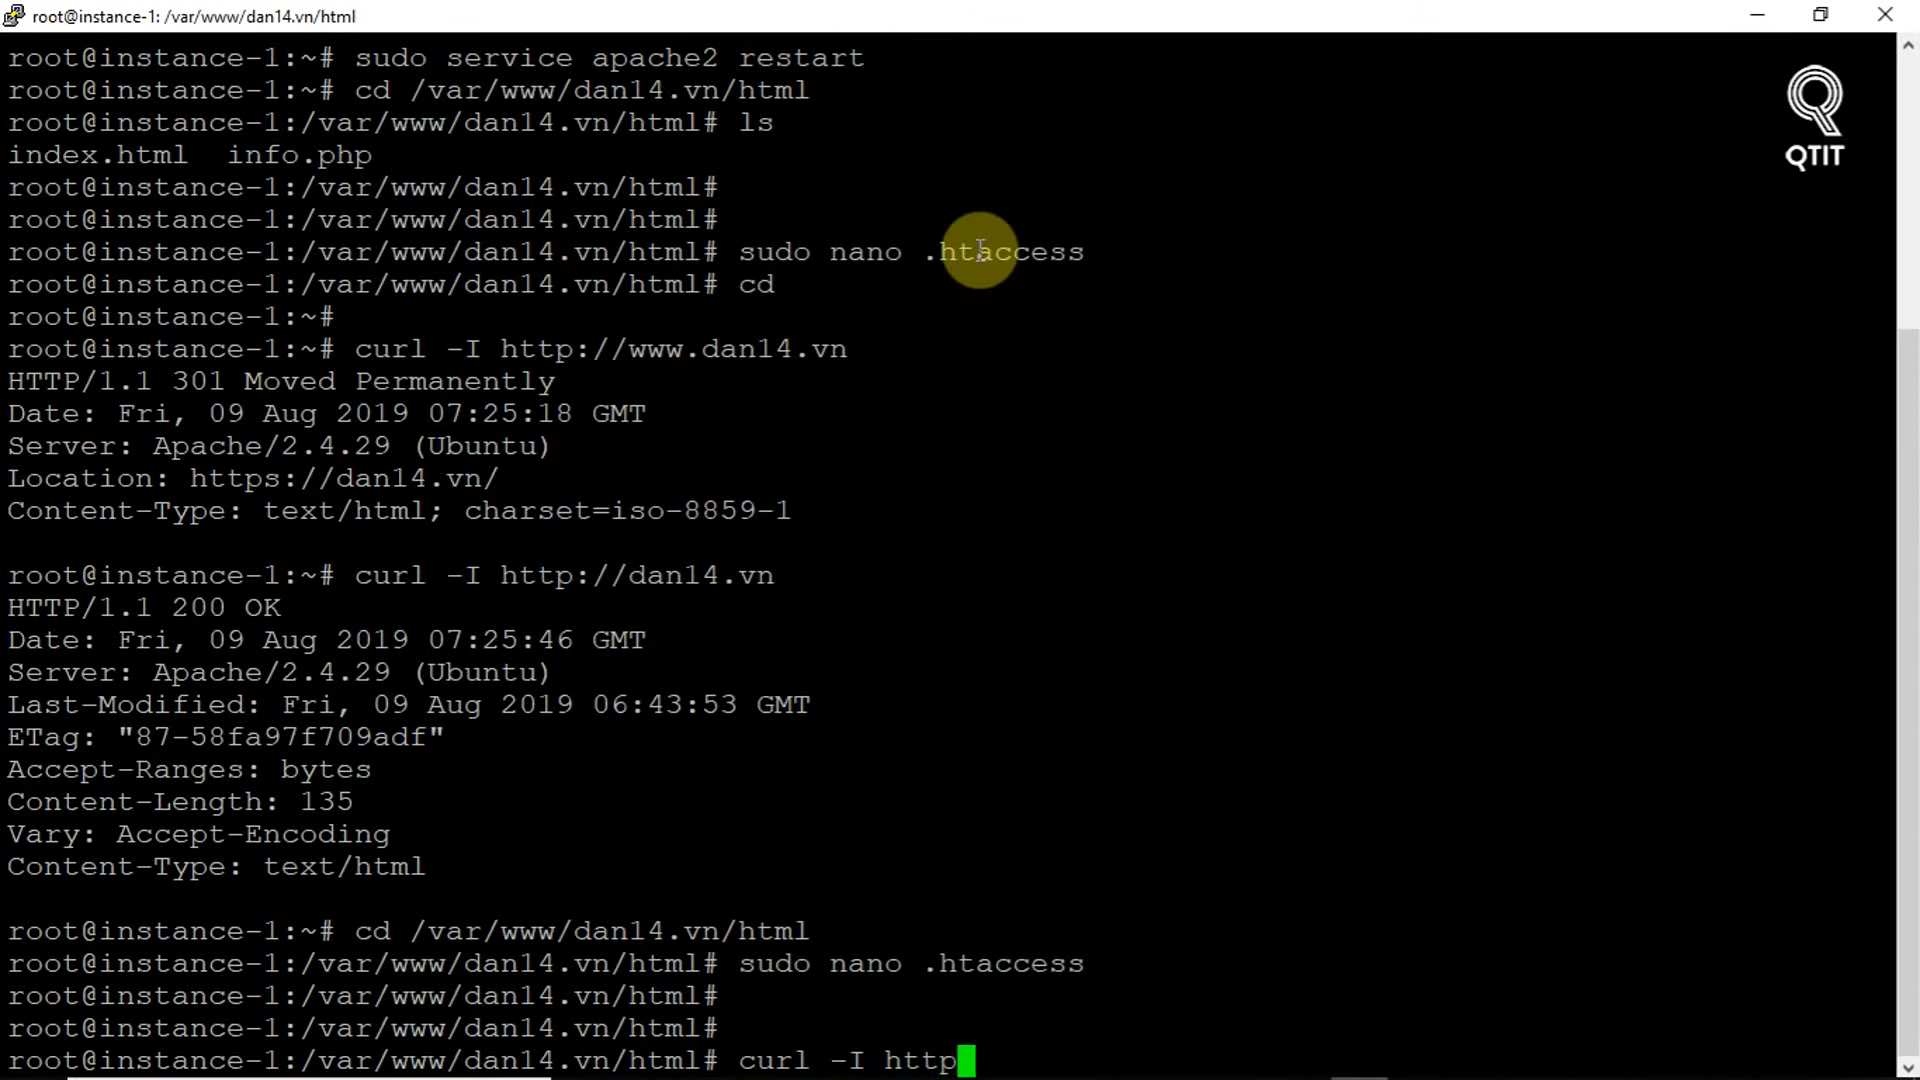 root@instance-1: /var/www/dan14.vn/html
root@instance-1:~# sudo service apache2 restart
root@instance-1:~# cd /var/www/dan14.vn/html
root@instance-1:/var/www/dan14.vn/html# ls
index.html  info.php
root@instance-1:/var/www/dan14.vn/html#
root@instance-1:/var/www/dan14.vn/html#
root@instance-1:/var/www/dan14.vn/html# sudo nano .htaccess
root@instance-1:/var/www/dan14.vn/html# cd
root@instance-1:~#
root@instance-1:~# curl -I http://www.dan14.vn
HTTP/1.1 301 Moved Permanently
Date: Fri, 09 Aug 2019 07:25:18 GMT
Server: Apache/2.4.29 (Ubuntu)
Location: https://dan14.vn/
Content-Type: text/html; charset=iso-8859-1
root@instance-1:~# curl -I http://dan14.vn
HTTP/1.1 200 OK
Date: Fri, 09 Aug 2019 07:25:46 GMT
Server: Apache/2.4.29 (Ubuntu)
Last-Modified: Fri, 09 Aug 2019 06:43:53 GMT
ETag: "87-58fa97f709adf"
Accept-Ranges: bytes
Content-Length: 135
Vary: Accept-Encoding
Content-Type: text/html
root@instance-1:~# cd /var/www/dan14.vn/html
root@instance-1:/var/www/dan14.vn/html# sudo nano .htaccess
root@instance-1:/var/www/dan14.vn/html#
root@instance-1:/var/www/dan14.vn/html#
root@instance-1:/var/www/dan14.vn/html# curl -I http
QTIT